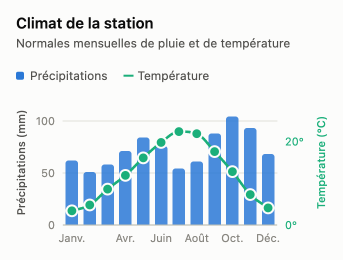 Climat de la station
Normales mensuelles de pluie et de température
Précipitations Température
Précipitations (mm)
100
50
0
Température (°C)
20°
0°
Janv. Avr. Juin Août Oct. Déc.